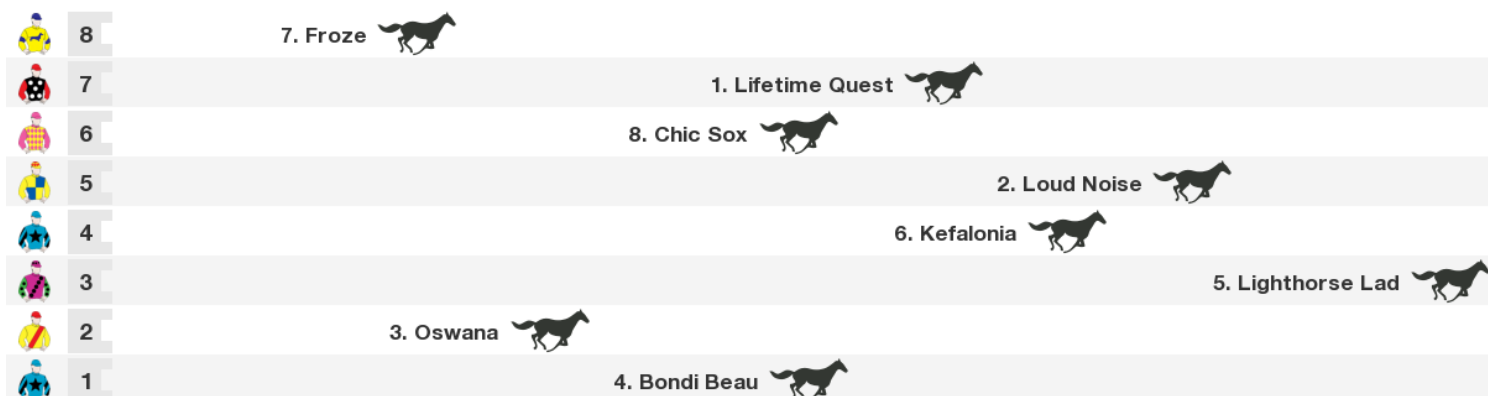 8 7. Froze
7 1. Lifetime Quest
6 8. Chic Sox
5 2. Loud Noise
4 6. Kefalonia
3 5. Lighthorse Lad
2 3. Oswana
1 4. Bondi Beau